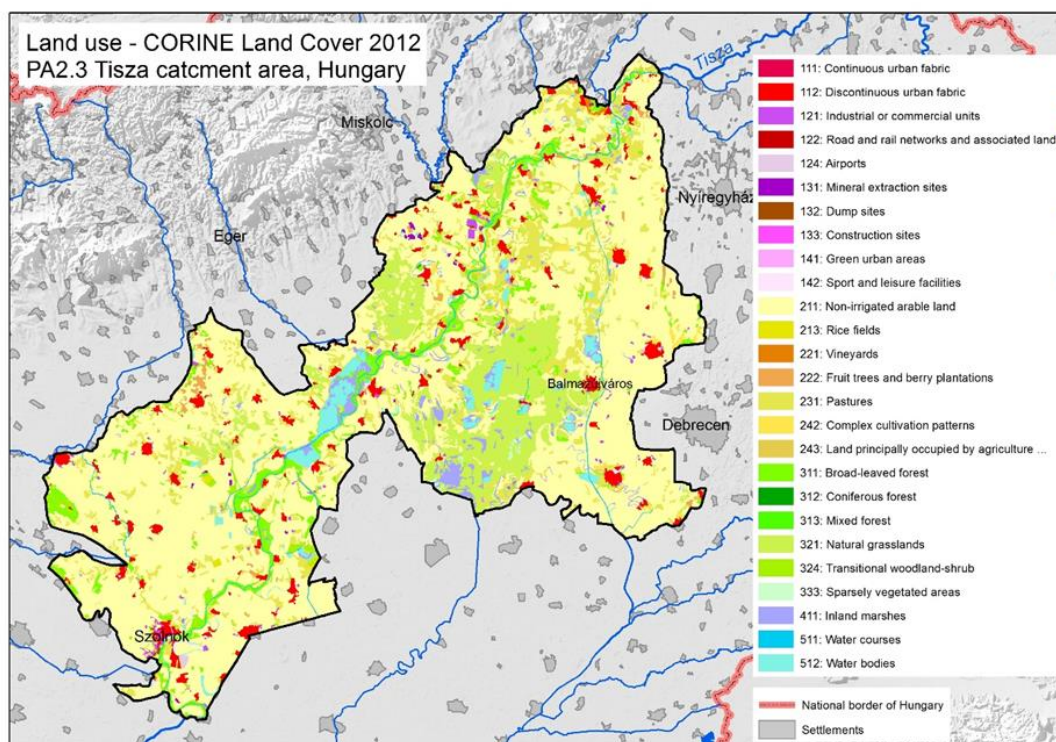 Land use - CORINE Land Cover 2012
PA2.3 Tisza catcment area, Hungary
Tisza
Miskolc
Nyíregyház
Eger
Balmazújváros
Debrecen
Szolnok
111: Continuous urban fabric
112: Discontinuous urban fabric
121: Industrial or commercial units
122: Road and rail networks and associated land
124: Airports
131: Mineral extraction sites
132: Dump sites
133: Construction sites
141: Green urban areas
142: Sport and leisure facilities
211: Non-irrigated arable land
213: Rice fields
221: Vineyards
222: Fruit trees and berry plantations
231: Pastures
242: Complex cultivation patterns
243: Land principally occupied by agriculture ...
311: Broad-leaved forest
312: Coniferous forest
313: Mixed forest
321: Natural grasslands
324: Transitional woodland-shrub
333: Sparsely vegetated areas
411: Inland marshes
511: Water courses
512: Water bodies
National border of Hungary
Settlements